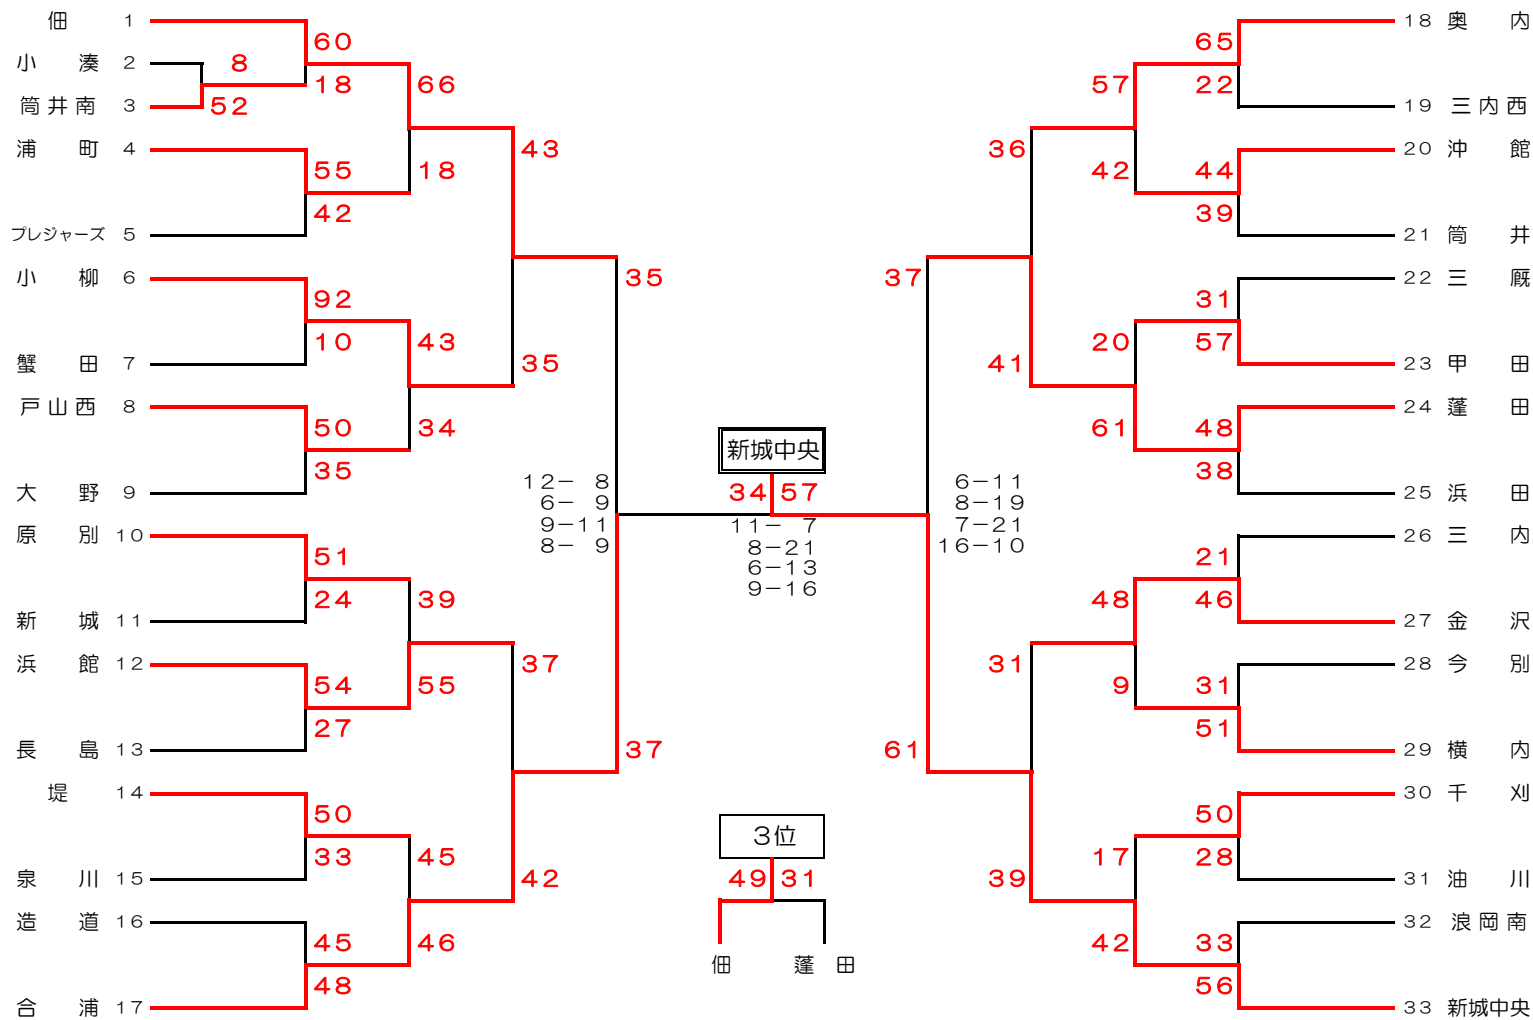 佃 1
小 湊 2
筒井南 3
浦 町 4
プレジャーズ 5
小 柳 6
蟹 田 7
戸山西 8
大 野 9
原 別 10
新 城 11
浜 館 12
長 島 13
堤 14
泉 川 15
造 道 16
合 浦 17
8
52
60
18
55
42
92
10
50
35
51
24
54
27
50
33
45
48
66
18
43
34
39
55
45
46
43
35
37
42
35
37
12－ 8
6－ 9
9－11
8－ 9
新城中央
34 57
11－ 7
8－21
6－13
9－16
3位
49 31
佃 蓬 田
6－11
8－19
7－21
16－10
37
61
36
41
31
39
57
42
20
61
48
9
17
42
65
22
44
39
31
57
48
38
21
46
31
51
50
28
33
56
18 奥 内
19 三内西
20 沖 館
21 筒 井
22 三 厩
23 甲 田
24 蓬 田
25 浜 田
26 三 内
27 金 沢
28 今 別
29 横 内
30 千 刈
31 油 川
32 浪岡南
33 新城中央